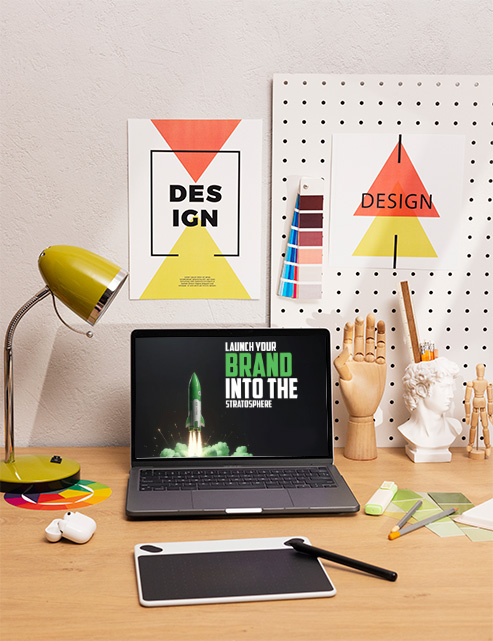 DES
IGN
DESIGN
LAUNCH YOUR
BRAND
INTO THE
STRATOSPHERE